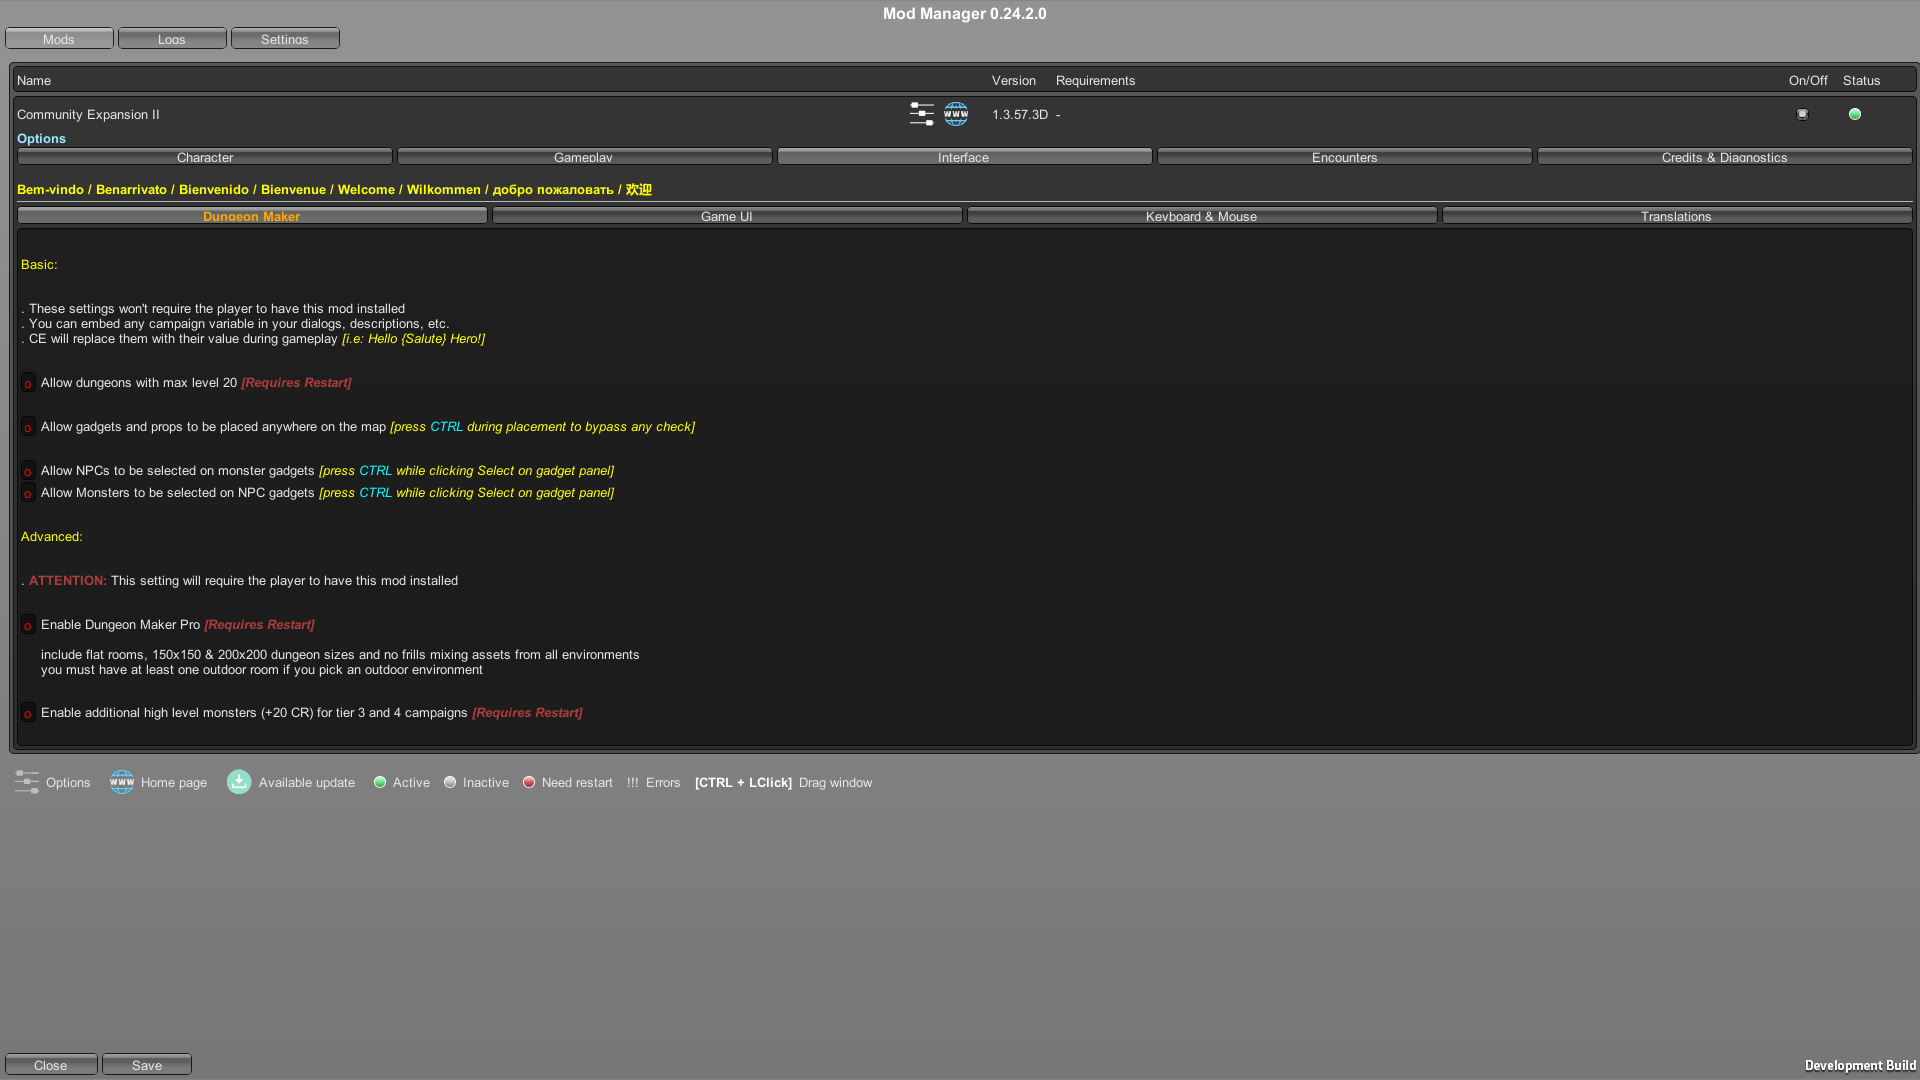 Mod Manager 0.24.2.0
Mods Logs Settings
Name Version Requirements On/Off Status
Community Expansion II WWW 1.3.57.3D - 
Options
Character Gameplay Interface Encounters Credits & Diagnostics
Bem-vindo / Benarrivato / Bienvenido / Bienvenue / Welcome / Wilkommen / добро пожаловать / 欢迎
Dungeon Maker Game UI Keyboard & Mouse Translations
Basic:
. These settings won't require the player to have this mod installed
. You can embed any campaign variable in your dialogs, descriptions, etc.
. CE will replace them with their value during gameplay [i.e: Hello {Salute} Hero!]
o Allow dungeons with max level 20 [Requires Restart]
o Allow gadgets and props to be placed anywhere on the map [press CTRL during placement to bypass any check]
o Allow NPCs to be selected on monster gadgets [press CTRL while clicking Select on gadget panel]
o Allow Monsters to be selected on NPC gadgets [press CTRL while clicking Select on gadget panel]
Advanced:
. ATTENTION: This setting will require the player to have this mod installed
o Enable Dungeon Maker Pro [Requires Restart]
include flat rooms, 150x150 & 200x200 dungeon sizes and no frills mixing assets from all environments
you must have at least one outdoor room if you pick an outdoor environment
o Enable additional high level monsters (+20 CR) for tier 3 and 4 campaigns [Requires Restart]
Options WWW Home page Available update Active Inactive Need restart !!! Errors [CTRL + LClick] Drag window
Close Save
Development Build